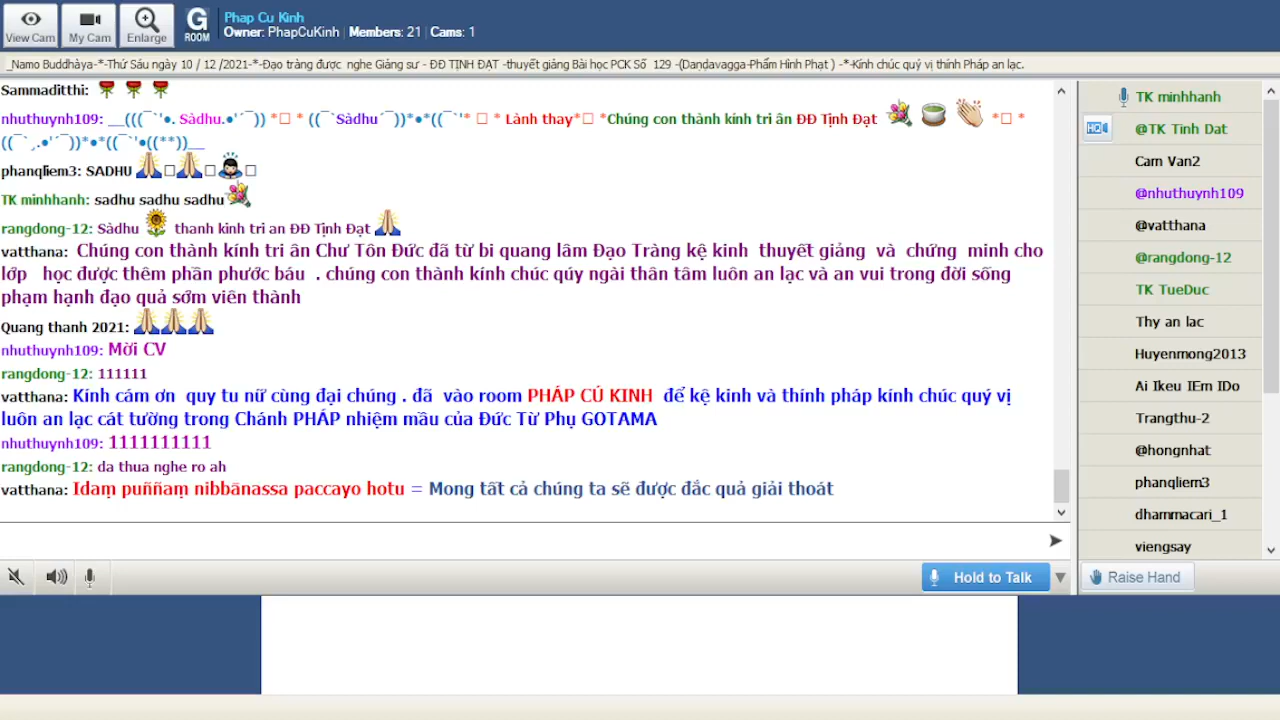 View Cam
My Cam
Enlarge
G
ROOM
Phap Cu Kinh
Owner: PhapCuKinh | Members: 21 | Cams: 1
_Namo Buddhàya-*-Thứ Sáu ngày 10 / 12 /2021-*-Đạo tràng được nghe Giảng sư - ĐĐ TỊNH ĐẠT -thuyết giảng Bài học PCK Số 129 -(Daṇḍavagga-Phẩm Hình Phạt ) -*-Kính chúc quý vị thính Pháp an lạc.
Sammaditthi:
nhuthuynh109: __(((¯`'•. Sàdhu.•'´¯)) *▯ * ((¯`Sàdhu´¯))*•*((¯`'* ▯ * Lành thay*▯ *Chúng con thành kính tri ân ĐĐ Tịnh Đạt *▯ *
((¯`¸.•'´¯))*•*((¯`'•((**))__
phanqliem3: SADHU
TK minhhanh: sadhu sadhu sadhu
rangdong-12: Sàdhu thanh kinh tri an ĐĐ Tịnh Đạt
vatthana: Chúng con thành kính tri ân Chư Tôn Đức đã từ bi quang lâm Đạo Tràng kệ kinh thuyết giảng và chứng minh cho
lớp học được thêm phần phước báu . chúng con thành kính chúc qúy ngài thân tâm luôn an lạc và an vui trong đời sống
phạm hạnh đạo quả sớm viên thành
Quang thanh 2021:
nhuthuynh109: Mời CV
rangdong-12: 111111
vatthana: Kính cám ơn quy tu nữ cùng đại chúng . đã vào room PHÁP CÚ KINH để kệ kinh và thính pháp kính chúc quý vị
luôn an lạc cát tường trong Chánh PHÁP nhiệm mầu của Đức Từ Phụ GOTAMA
nhuthuynh109: 1111111111
rangdong-12: da thua nghe ro ah
vatthana: Idaṃ puññaṃ nibbānassa paccayo hotu = Mong tất cả chúng ta sẽ được đắc quả giải thoát
TK minhhanh
HQ
@TK Tinh Dat
Cam Van2
@nhuthuynh109
@vatthana
@rangdong-12
TK TueDuc
Thy an lac
Huyenmong2013
Ai lkeu IEm IDo
Trangthu-2
@hongnhat
phanqliem3
dhammacari_1
viengsay
Hold to Talk
Raise Hand